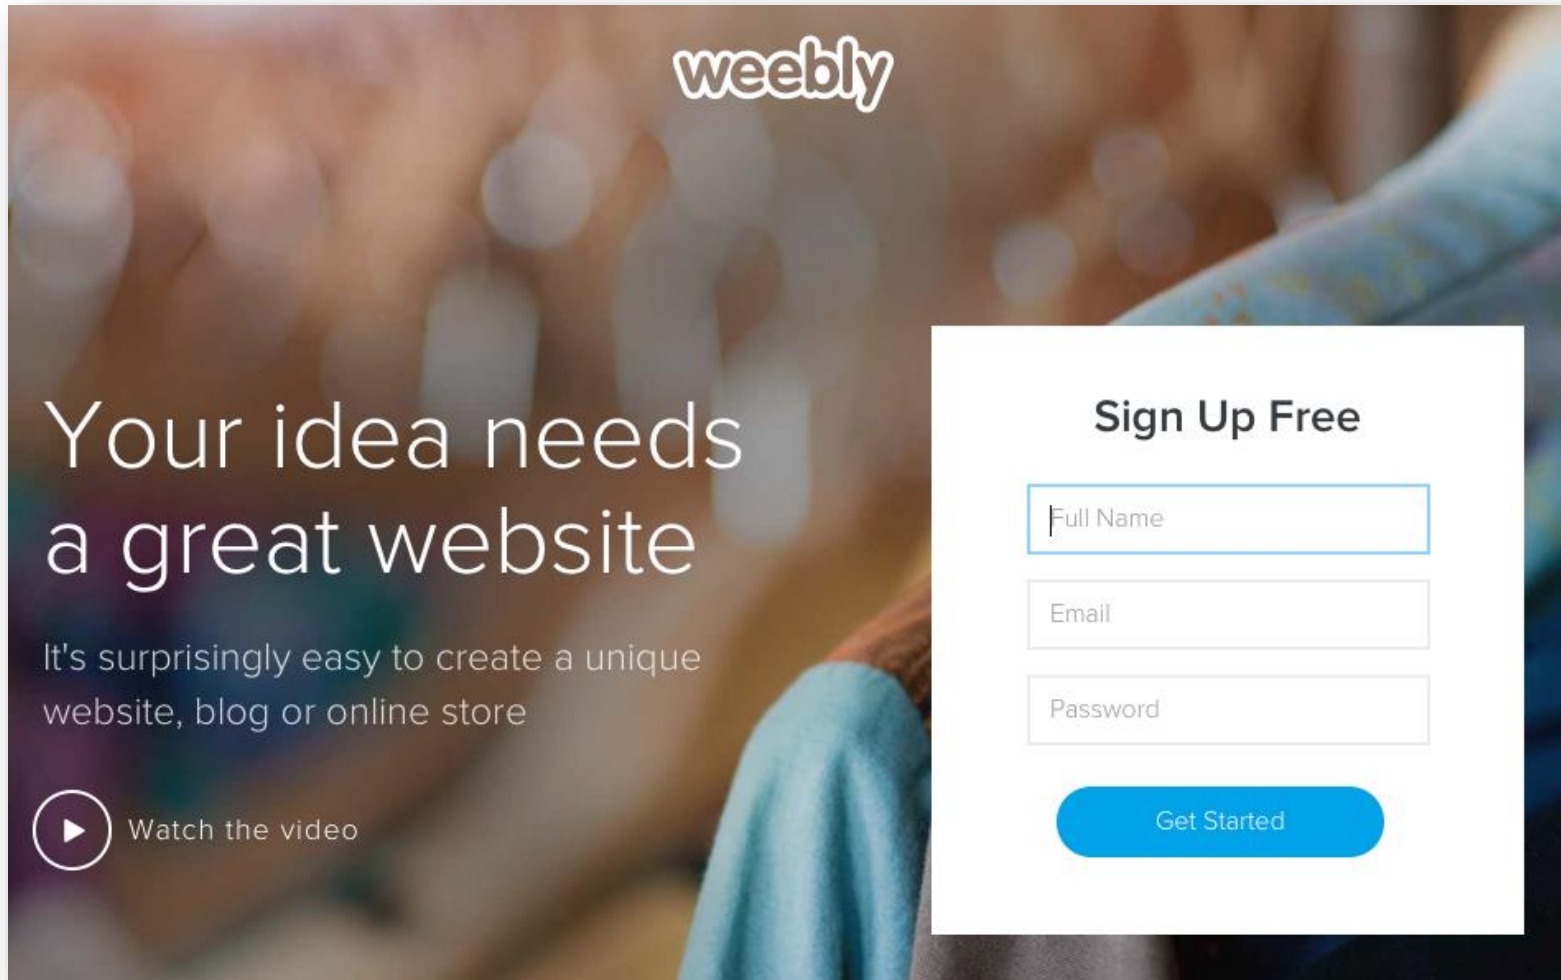 weebly
Your idea needs
a great website
It's surprisingly easy to create a unique
website, blog or online store
Watch the video
Sign Up Free
Full Name
Email
Password
Get Started